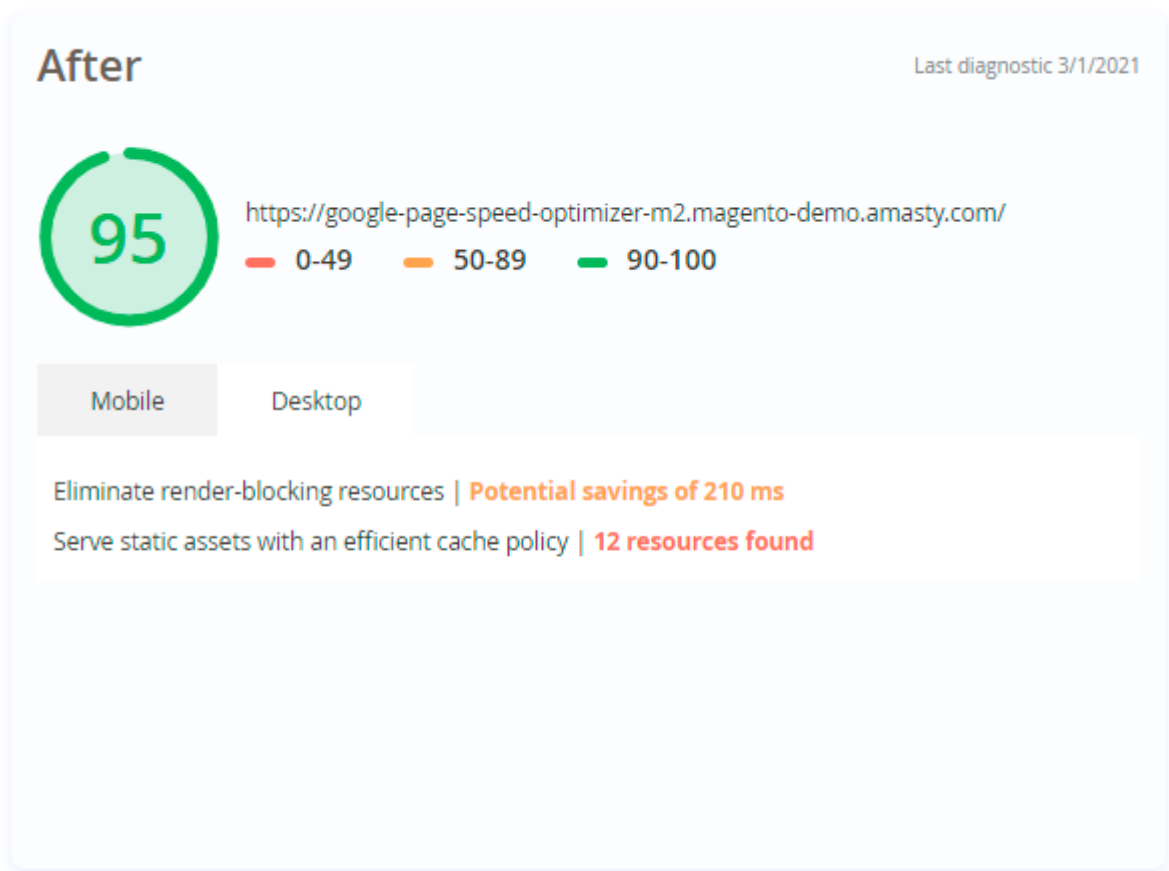 After
Last diagnostic 3/1/2021
95
https://google-page-speed-optimizer-m2.magento-demo.amasty.com/
0-49 50-89 90-100
Mobile Desktop
Eliminate render-blocking resources | Potential savings of 210 ms
Serve static assets with an efficient cache policy | 12 resources found